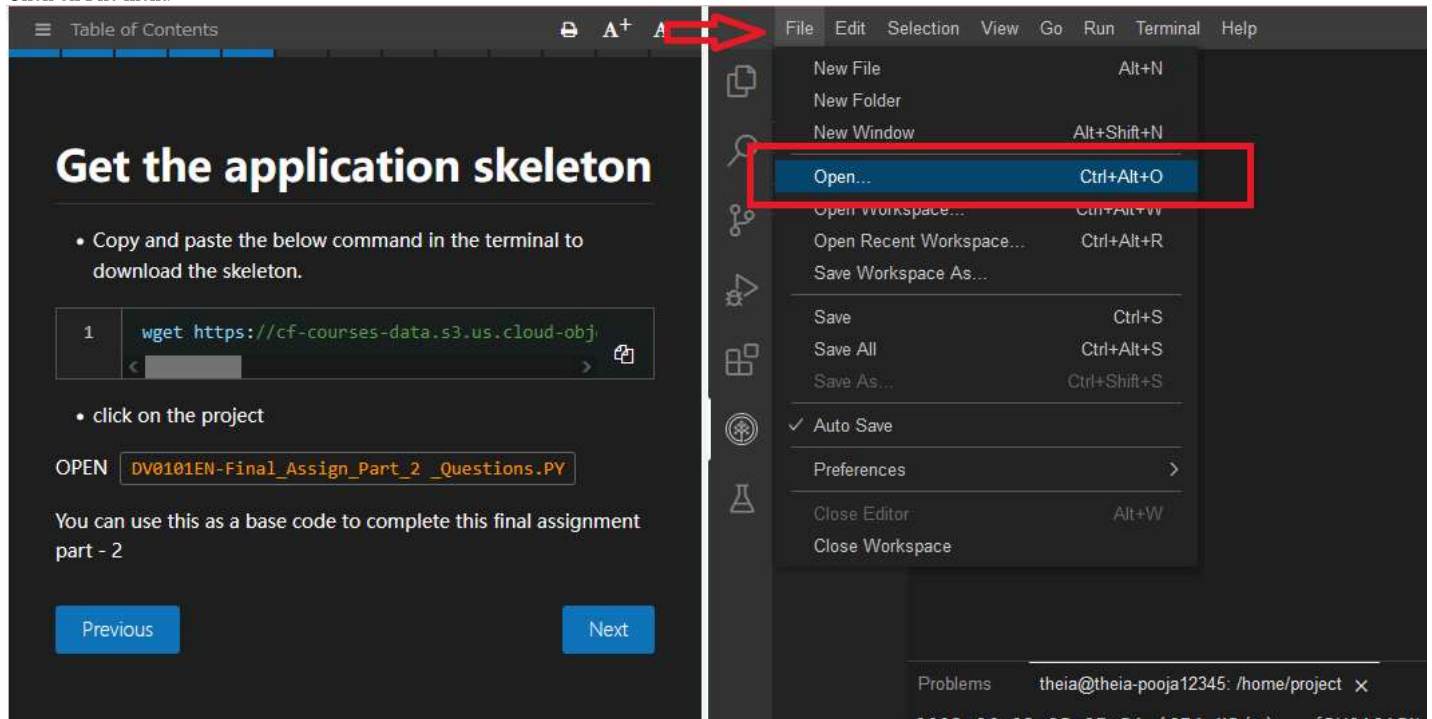 Table of Contents
A+ A
Get the application skeleton
• Copy and paste the below command in the terminal to
download the skeleton.
1 wget https://cf-courses-data.s3.us.cloud-obj
• click on the project
OPEN DV0101EN-Final_Assign_Part_2 _Questions.PY
You can use this as a base code to complete this final assignment
part - 2
Previous
Next
File Edit Selection View Go Run Terminal Help
New File Alt+N
New Folder
New Window Alt+Shift+N
Open... Ctrl+Alt+O
Open Workspace... Ctrl+Alt+W
Open Recent Workspace... Ctrl+Alt+R
Save Workspace As...
Save Ctrl+S
Save All Ctrl+Alt+S
Save As... Ctrl+Shift+S
✓ Auto Save
Preferences >
Close Editor Alt+W
Close Workspace
Problems theia@theia-pooja12345: /home/project ×